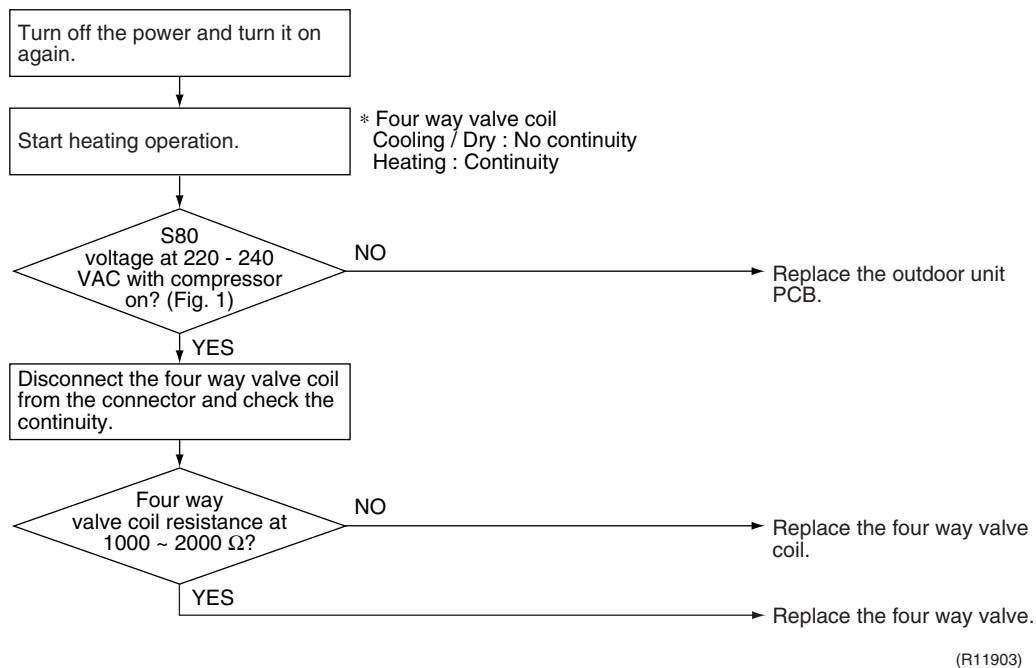 Turn off the power and turn it on
again.
Start heating operation.
* Four way valve coil
Cooling / Dry : No continuity
Heating : Continuity
S80
voltage at 220 - 240
VAC with compressor
on? (Fig. 1)
NO
Replace the outdoor unit
PCB.
YES
Disconnect the four way valve coil
from the connector and check the
continuity.
Four way
valve coil resistance at
1000 ~ 2000 Ω?
NO
Replace the four way valve
coil.
YES
Replace the four way valve.
(R11903)